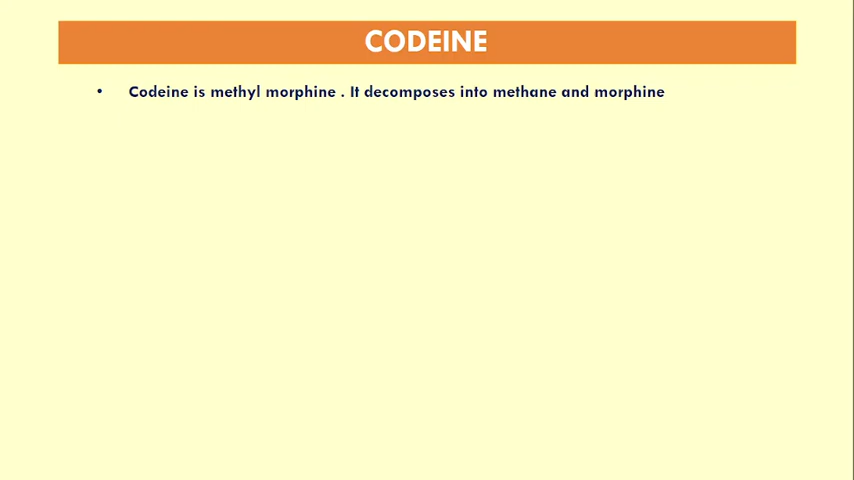 CODEINE
• Codeine is methyl morphine . It decomposes into methane and morphine